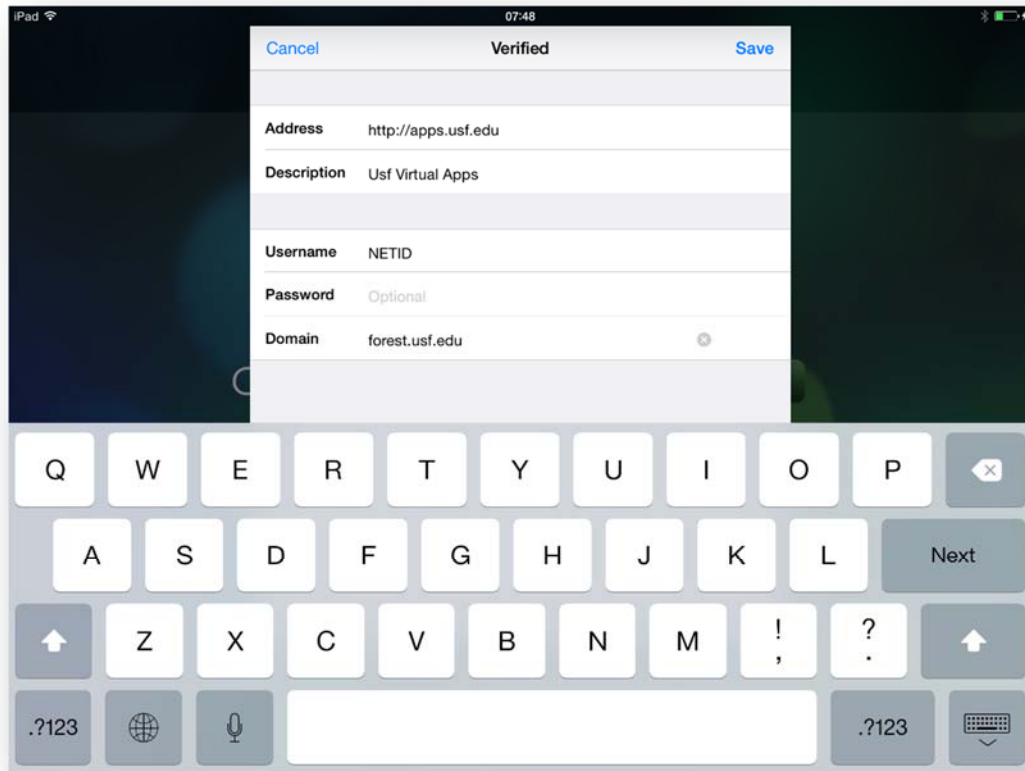 iPad 07:48
Cancel Verified Save
Address http://apps.usf.edu
Description Usf Virtual Apps
Username NETID
Password Optional
Domain forest.usf.edu
Q W E R T Y U I O P
A S D F G H J K L Next
Z X C V B N M ! , ? .
.?123 .?123